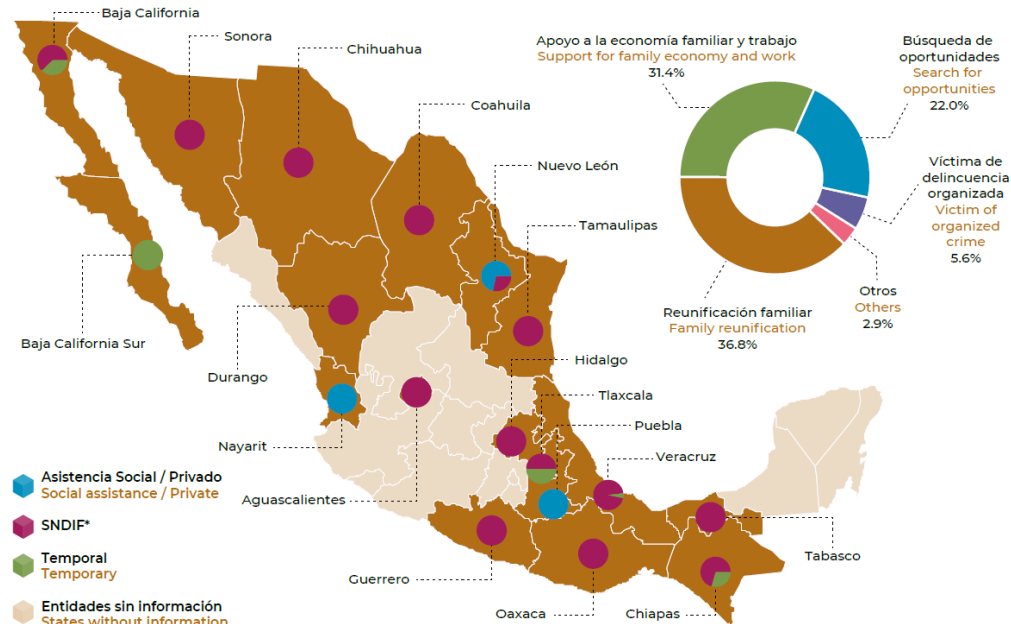 Baja California
Sonora
Chihuahua
Coahuila
Nuevo León
Tamaulipas
Baja California Sur
Durango
Nayarit
Aguascalientes
Hidalgo
Tlaxcala
Puebla
Veracruz
Guerrero
Oaxaca
Chiapas
Tabasco
Apoyo a la economía familiar y trabajo
Support for family economy and work
31.4%
Búsqueda de
oportunidades
Search for
opportunities
22.0%
Víctima de
delincuencia
organizada
Victim of
organized
crime
5.6%
Otros
Others
2.9%
Reunificación familiar
Family reunification
36.8%
Asistencia Social / Privado
Social assistance / Private
SNDIF*
Temporal
Temporary
Entidades sin información
States without information